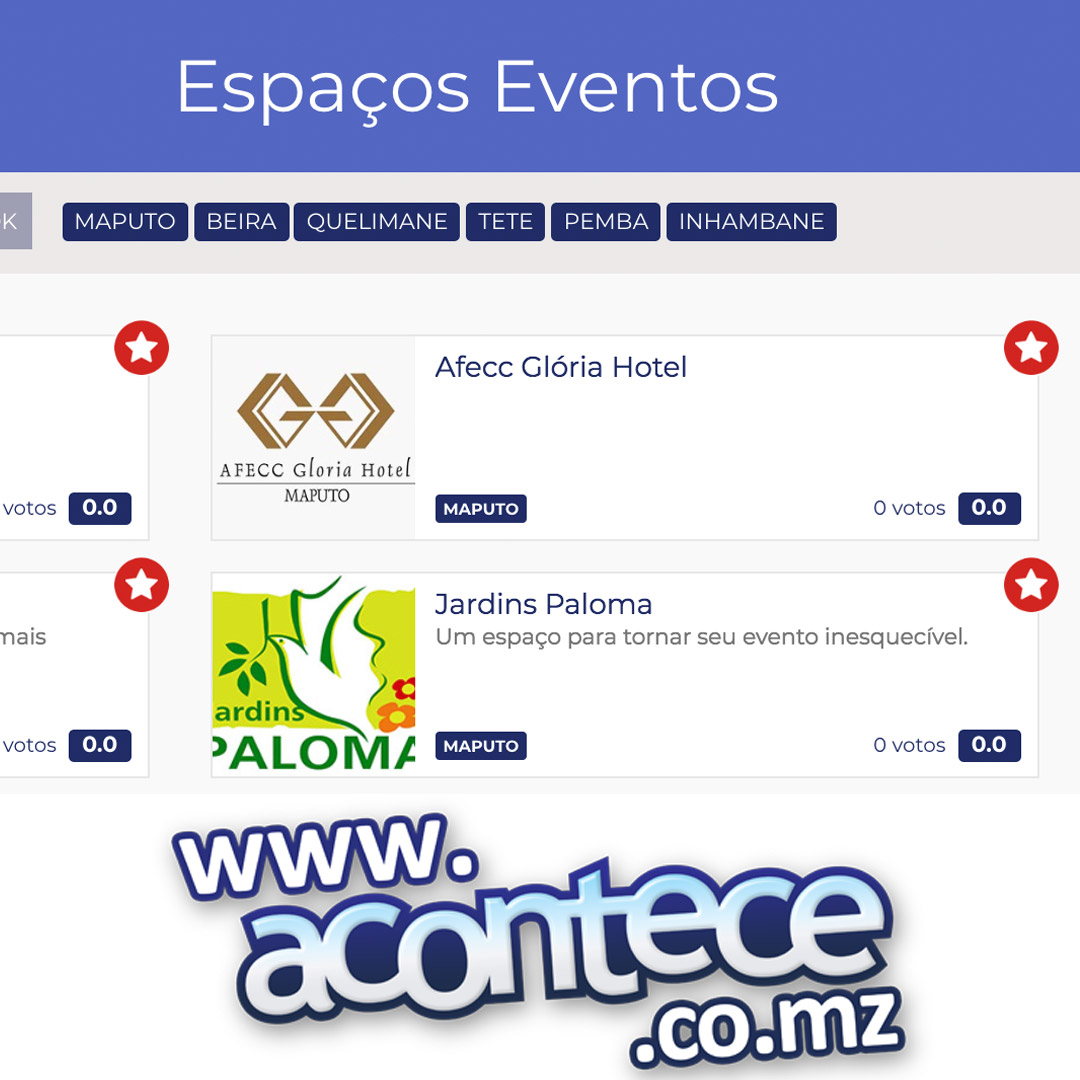 Espaços Eventos
OK
MAPUTO BEIRA QUELIMANE TETE PEMBA INHAMBANE
votos 0.0
AFECC Gloria Hotel
MAPUTO
Afecc Glória Hotel
MAPUTO 0 votos 0.0
mais
votos 0.0
Jardins
PALOMA
Jardins Paloma
Um espaço para tornar seu evento inesquecível.
MAPUTO 0 votos 0.0
www.
acontece
.co.mz